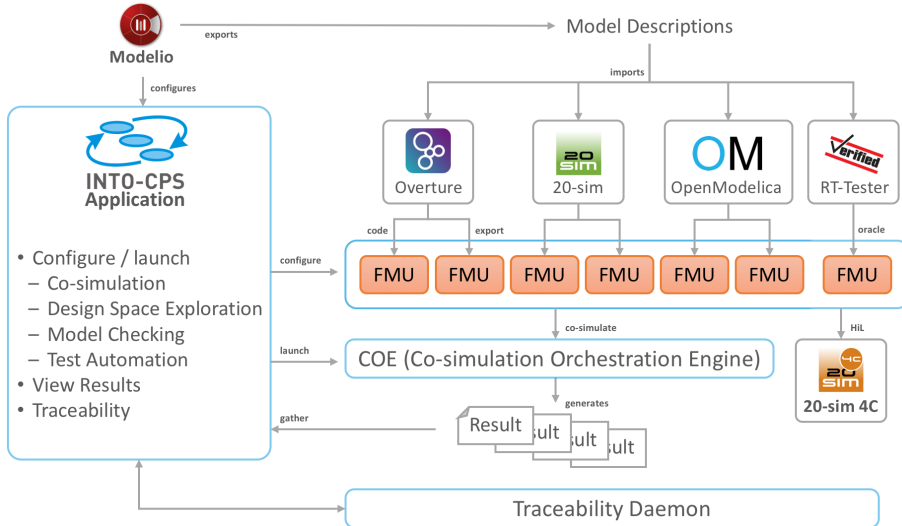 exports
Model Descriptions
Modelio
imports
configures
INTO-CPS
Application
Overture
20
SIM
20-sim
OM
OpenModelica
Verified
RT-Tester
code
export
oracle
• Configure / launch
– Co-simulation
– Design Space Exploration
– Model Checking
– Test Automation
• View Results
• Traceability
configure
FMU
FMU
FMU
FMU
FMU
FMU
FMU
co-simulate
HiL
launch
COE (Co-simulation Orchestration Engine)
4C
20
SIM
20-sim 4C
generates
gather
Result
sult
sult
sult
Traceability Daemon